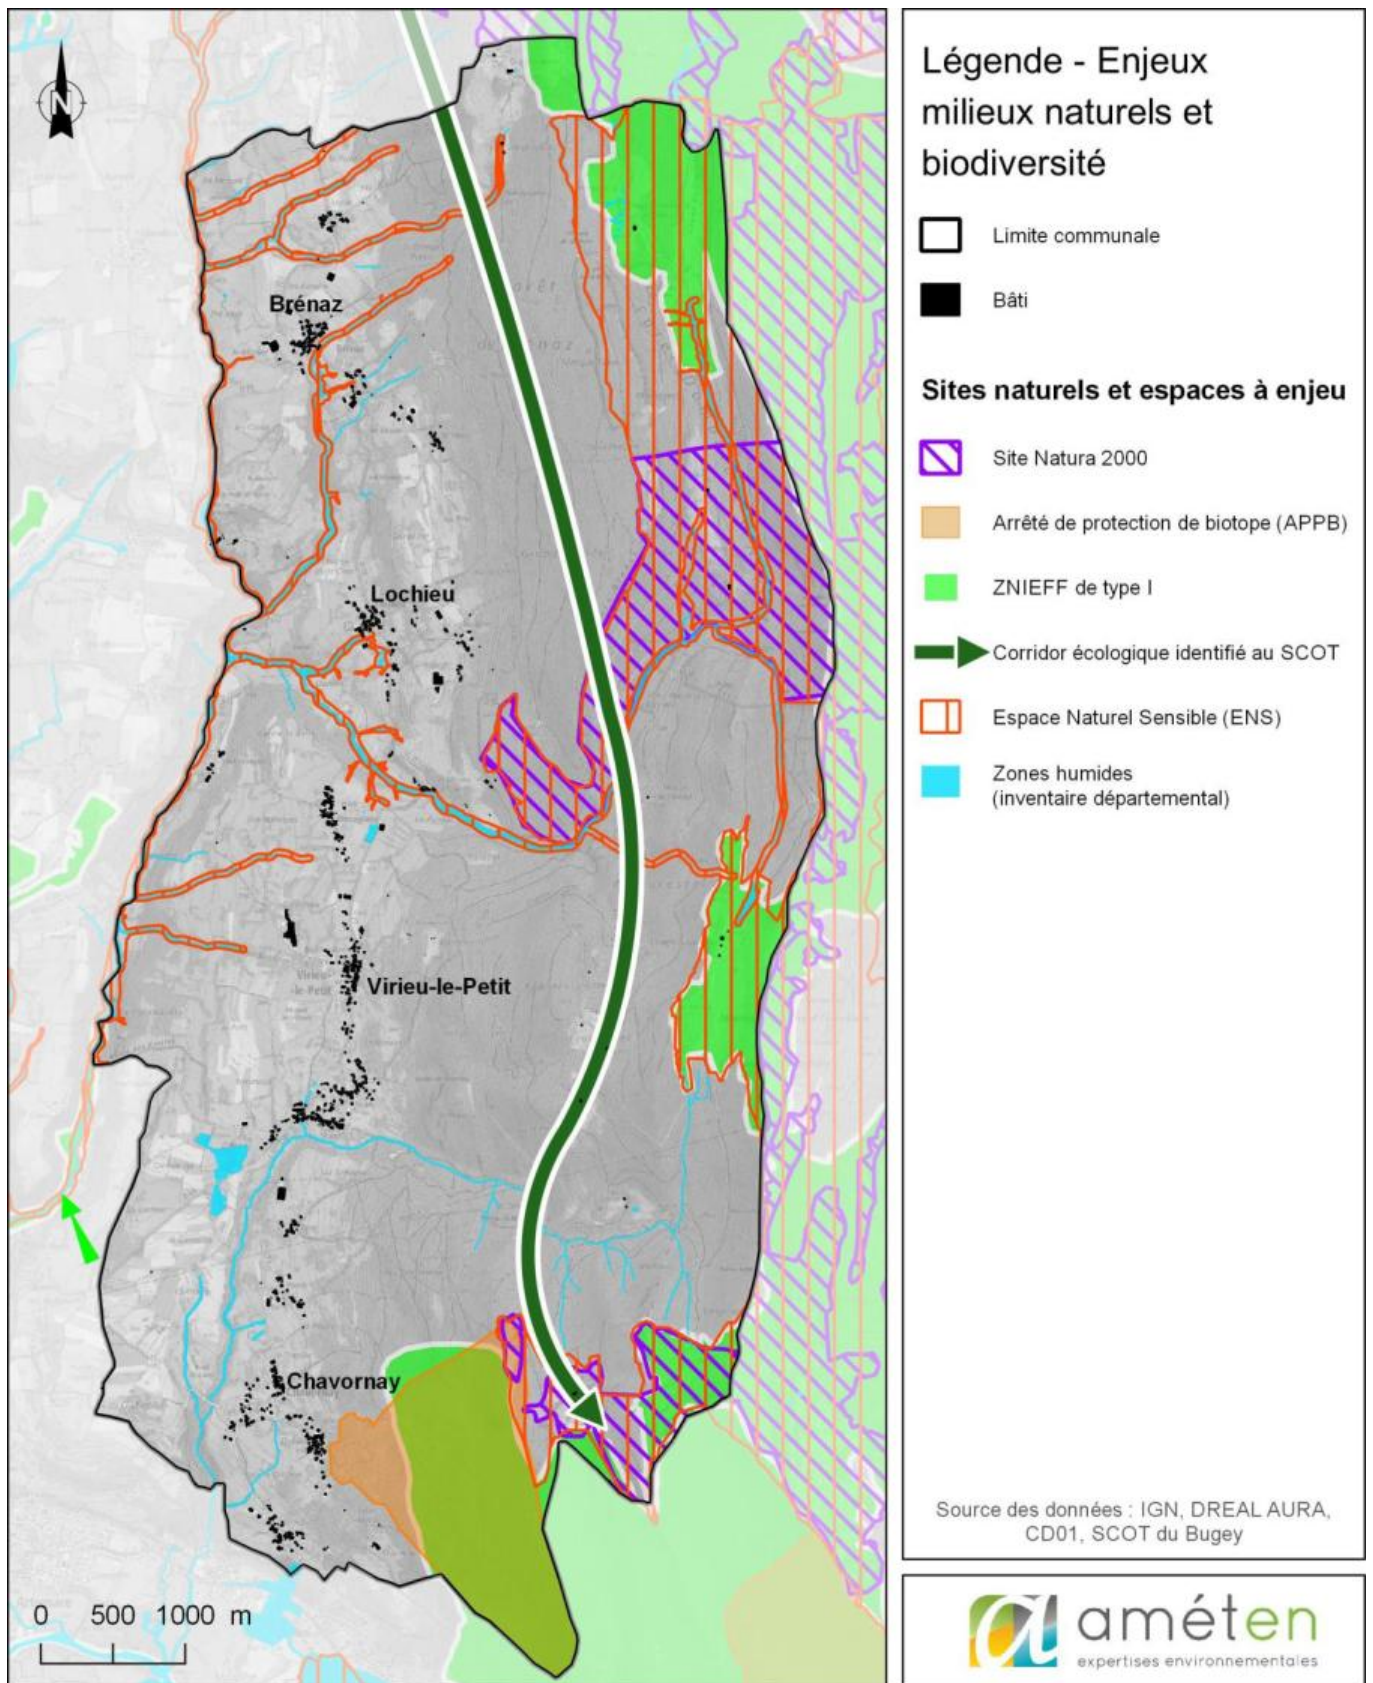 N
Brénaz
Lochieu
Virieu-le-Petit
Chavornay
0 500 1000 m
Légende - Enjeux
milieux naturels et
biodiversité
Limite communale
Bâti
Sites naturels et espaces à enjeu
Site Natura 2000
Arrêté de protection de biotope (APPB)
ZNIEFF de type I
Corridor écologique identifié au SCOT
Espace Naturel Sensible (ENS)
Zones humides
(inventaire départemental)
Source des données : IGN, DREAL AURA,
CD01, SCOT du Bugey
améten
expertises environnementales